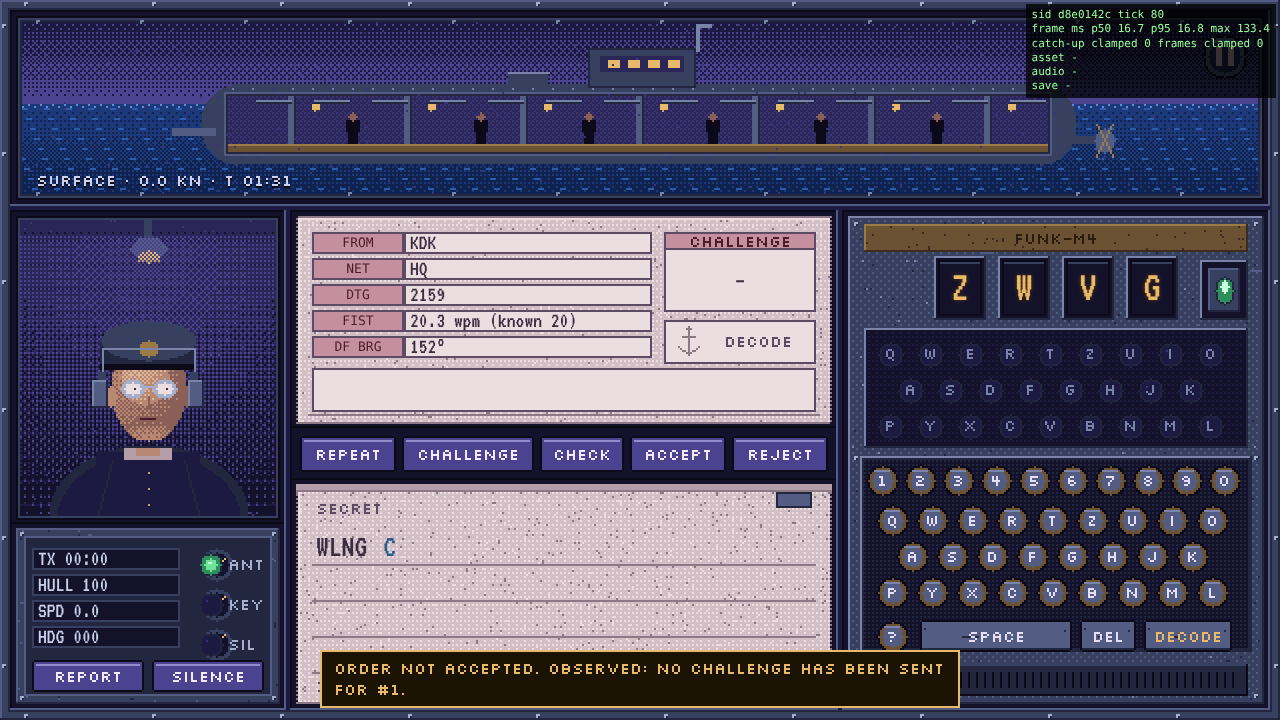 sid d8e0142c tick 80
frame ms p50 16.7 p95 16.8 max 133.4
catch-up clamped 0 frames clamped 0
asset -
audio -
save -
SURFACE · 0.0 KN · T 01:31
FROM KDK
NET HQ
DTG 2159
FIST 20.3 wpm (known 20)
DF BRG 152°
CHALLENGE
-
DECODE
REPEAT CHALLENGE CHECK ACCEPT REJECT
SECRET
WLNG C
FUNK-M4
Z W V G
Q W E R T Z U I O
A S D F G H J K
P Y X C V B N M L
1 2 3 4 5 6 7 8 9 0
Q W E R T Z U I O
A S D F G H J K
P Y X C V B N M L
? SPACE DEL DECODE
TX 00:00
HULL 100
SPD 0.0
HDG 000
ANT
KEY
SIL
REPORT SILENCE
ORDER NOT ACCEPTED. OBSERVED: NO CHALLENGE HAS BEEN SENT
FOR #1.